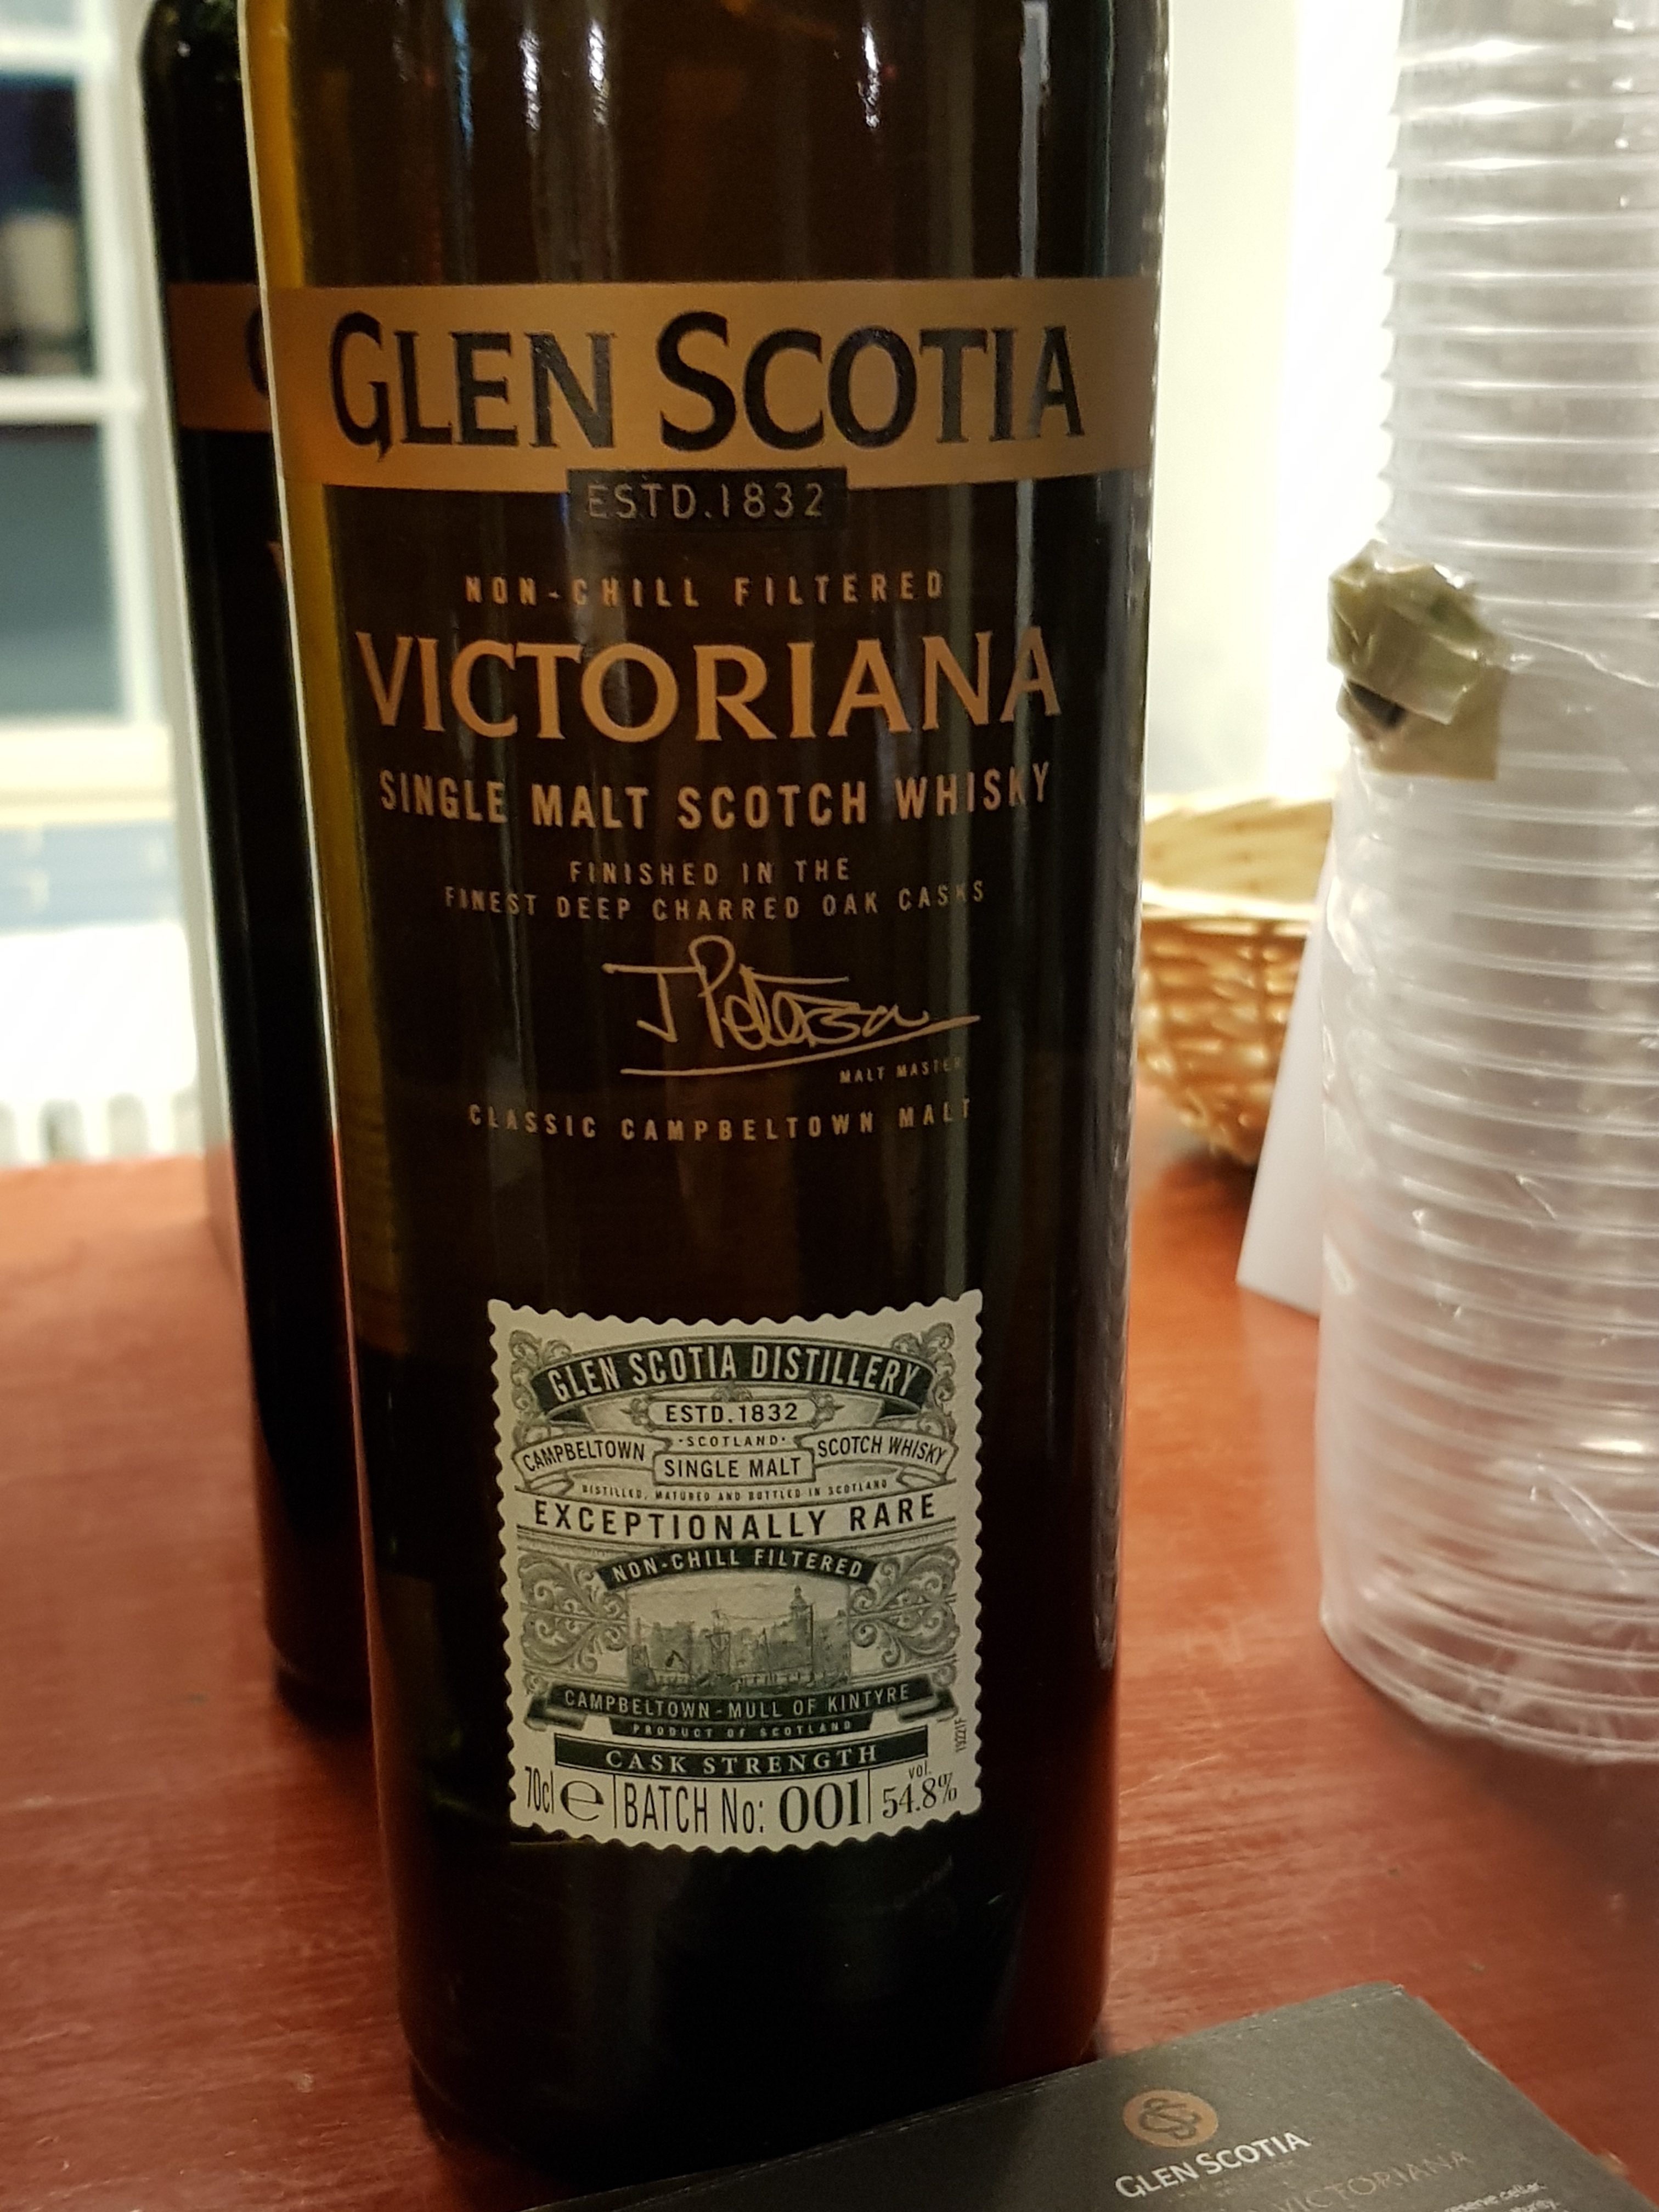 GLEN SCOTIA
ESTD.1832
NON-CHILL FILTERED
VICTORIANA
SINGLE MALT SCOTCH WHISKY
FINISHED IN THE
FINEST DEEP CHARRED OAK CASKS
MALT MASTER
CLASSIC CAMPBELTOWN MALT
GLEN SCOTIA DISTILLERY
ESTD.1832
·SCOTLAND·
CAMPBELTOWN SINGLE MALT SCOTCH WHISKY
DISTILLED, MATURED AND BOTTLED IN SCOTLAND
EXCEPTIONALLY RARE
NON-CHILL FILTERED
CAMPBELTOWN-MULL OF KINTYRE
PRODUCT OF SCOTLAND
CASK STRENGTH
70cl e BATCH No: 001 vol. 54.8%
GLEN SCOTIA
VICTORIANA
reserve cellar.